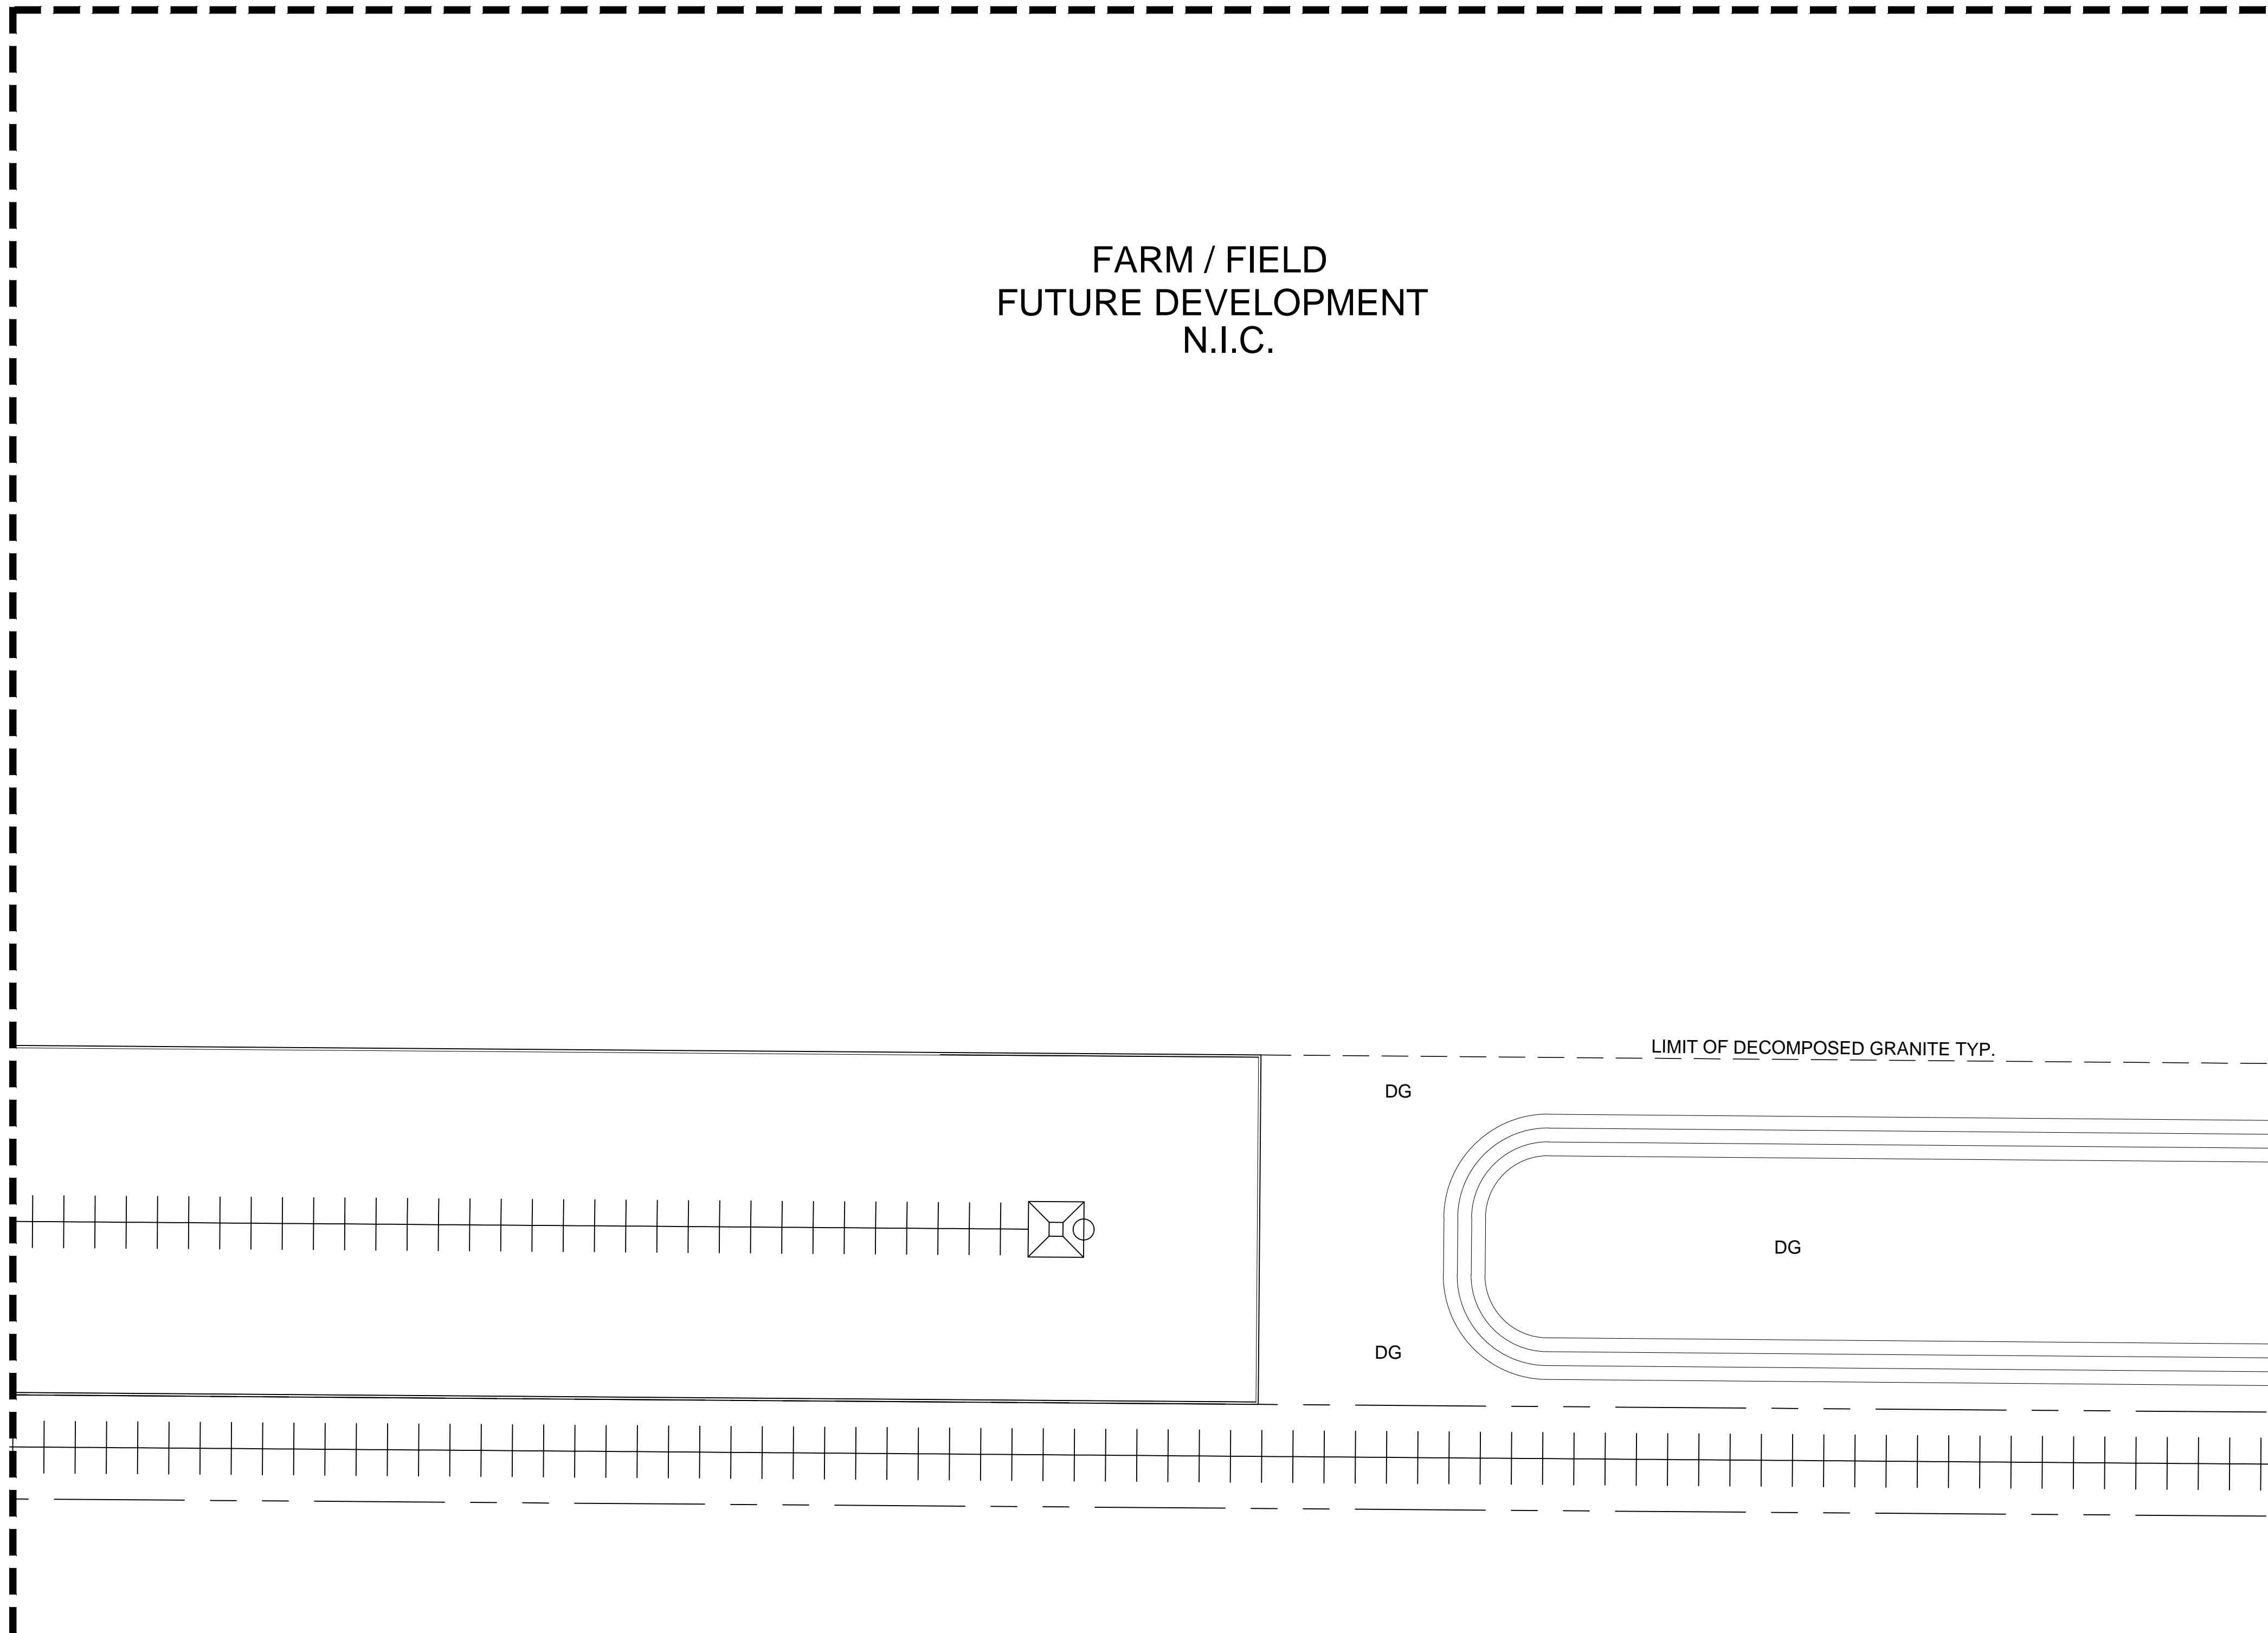 FARM / FIELD
FUTURE DEVELOPMENT
N.I.C.
LIMIT OF DECOMPOSED GRANITE TYP.
DG
DG
DG